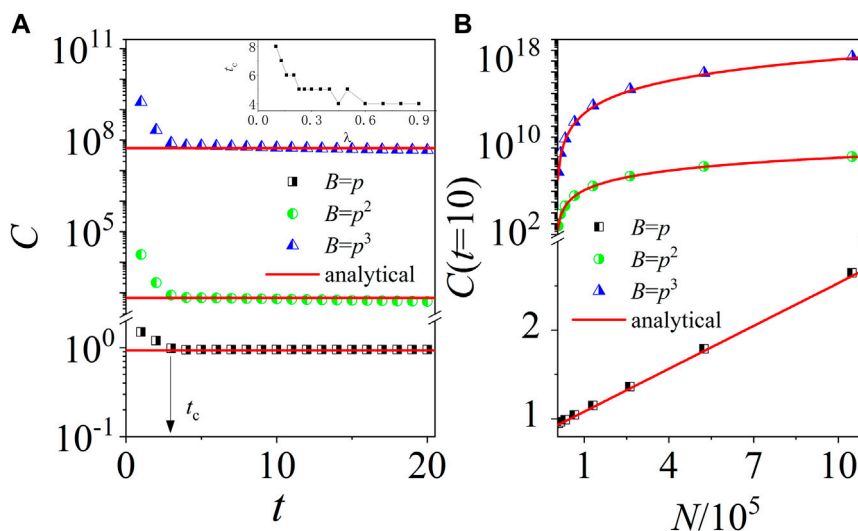 A
B
10^11
10^8
10^5
10^2
10^0
10^-1
C
0
10
20
t
t_c
8
6
4
0.0
0.3
0.6
0.9
λ
t_c
B=p
B=p^2
B=p^3
analytical
10^18
10^10
10^2
2
1
C(t=10)
1
4
7
10
N/10^5
B=p
B=p^2
B=p^3
analytical